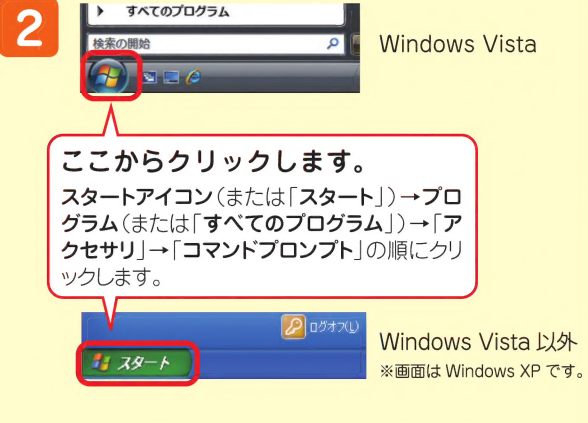 2
すべてのプログラム
検索の開始
Windows Vista
ここからクリックします。
スタートアイコン(または「スタート」)→プロ
グラム(または「すべてのプログラム」)→「ア
クセサリ」→「コマンドプロンプト」の順にクリ
ックします。
ログオフ(L)
スタート
Windows Vista 以外
※画面は Windows XP です。